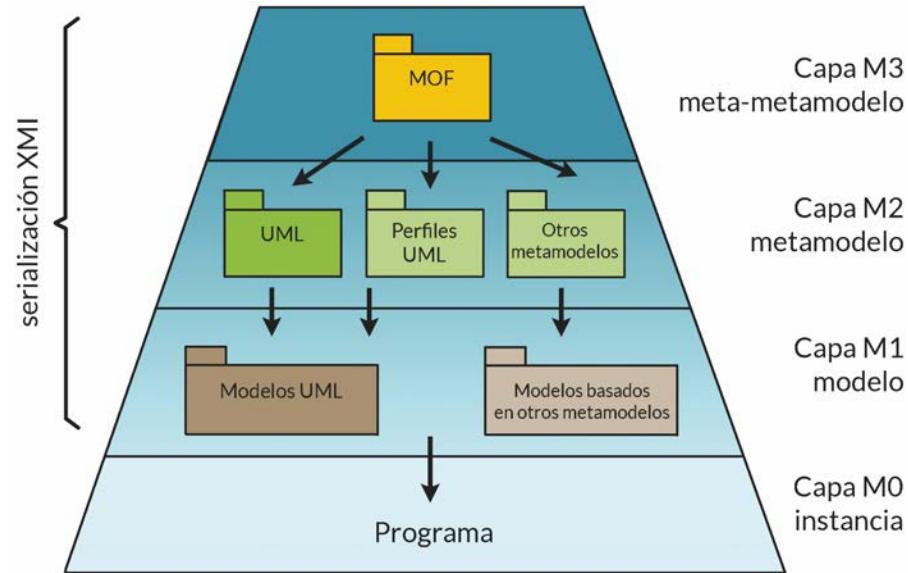 serialización XMI
MOF
Capa M3
meta-metamodelo
UML
Perfiles
UML
Otros
metamodelos
Capa M2
metamodelo
Modelos UML
Modelos basados
en otros metamodelos
Capa M1
modelo
Programa
Capa M0
instancia